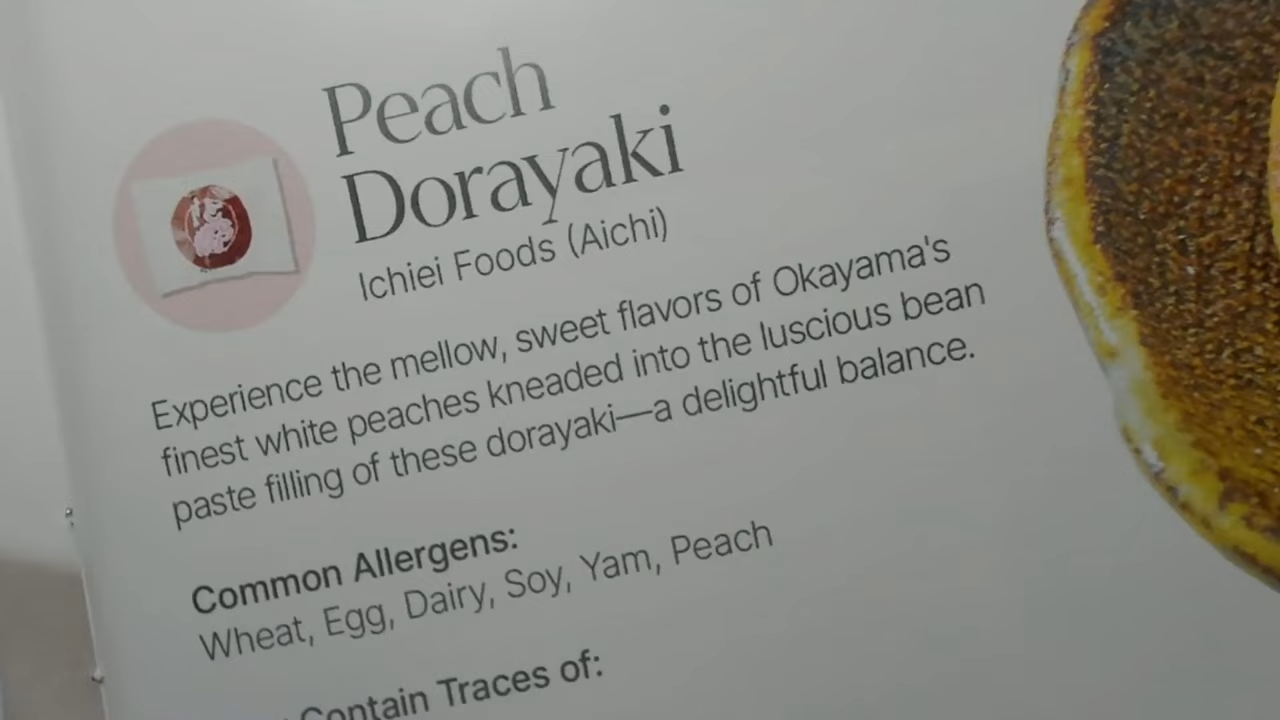 Peach
Dorayaki
Ichiei Foods (Aichi)
Experience the mellow, sweet flavors of Okayama's
finest white peaches kneaded into the luscious bean
paste filling of these dorayaki—a delightful balance.
Common Allergens:
Wheat, Egg, Dairy, Soy, Yam, Peach
Contain Traces of: